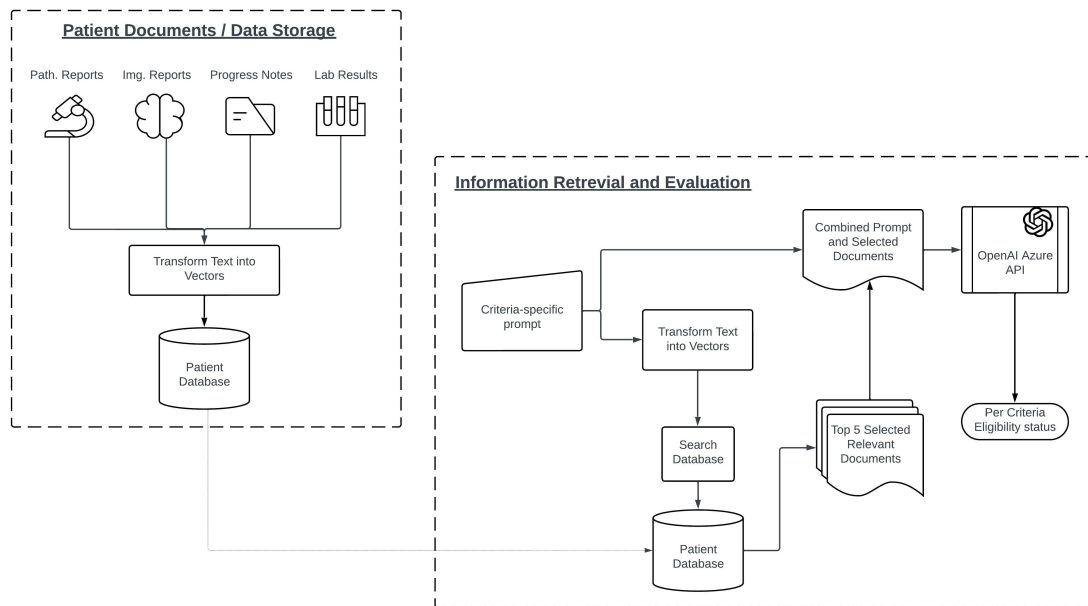 Patient Documents / Data Storage
Path. Reports
Img. Reports
Progress Notes
Lab Results
Transform Text into
Vectors
Patient
Database
Information Retrevial and Evaluation
Criteria-specific
prompt
Transform Text
into Vectors
Search
Database
Patient
Database
Top 5 Selected
Relevant
Documents
Combined Prompt
and Selected
Documents
OpenAI Azure
API
Per Criteria
Eligibility status